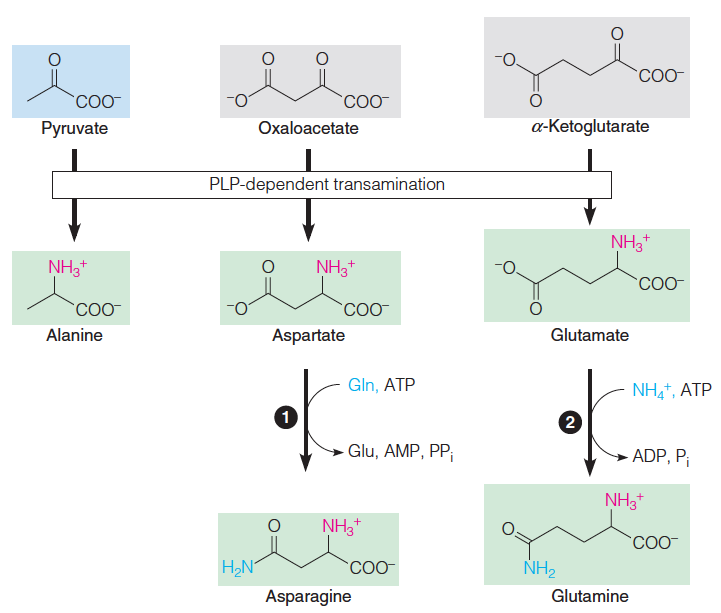 O
COO⁻
Pyruvate
O O
⁻O COO⁻
Oxaloacetate
O
⁻O COO⁻
O
α-Ketoglutarate
PLP-dependent transamination
NH₃⁺
COO⁻
Alanine
O NH₃⁺
⁻O COO⁻
Aspartate
NH₃⁺
⁻O COO⁻
O
Glutamate
Gln, ATP
1
Glu, AMP, PPᵢ
NH₄⁺, ATP
2
ADP, Pᵢ
O NH₃⁺
H₂N COO⁻
Asparagine
NH₃⁺
O COO⁻
NH₂
Glutamine